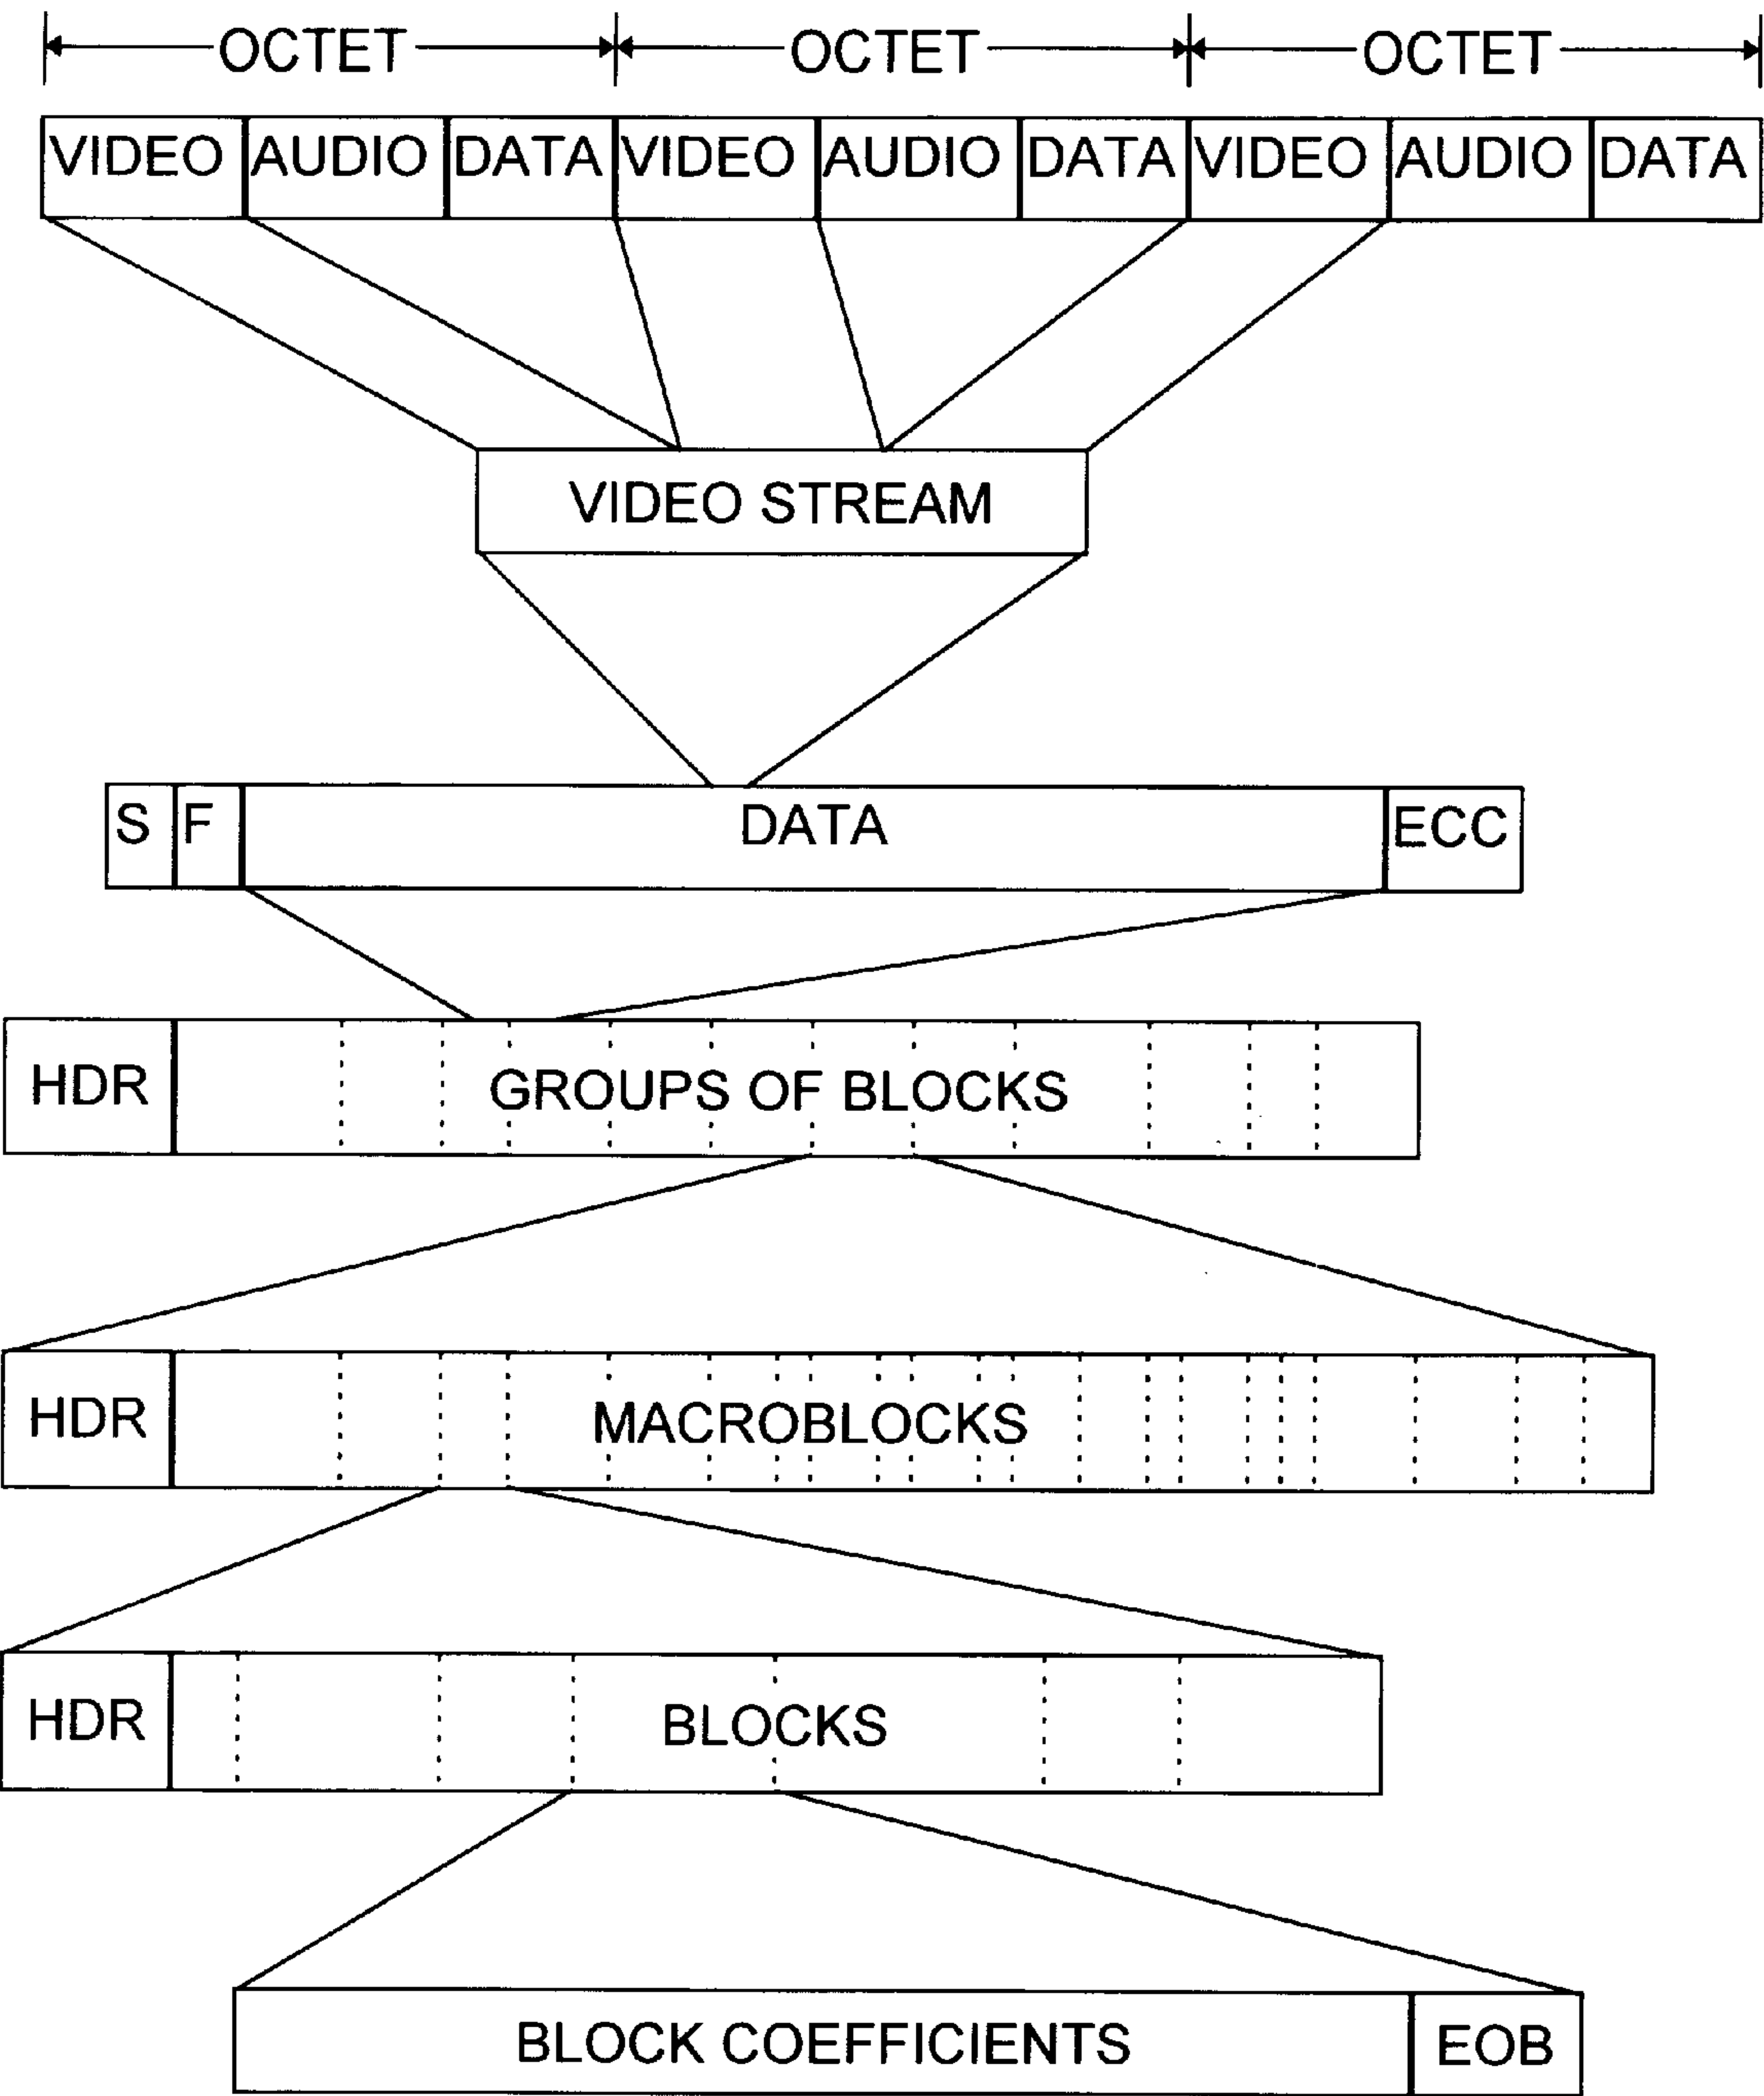 OCTET OCTET OCTET
VIDEO AUDIO DATA VIDEO AUDIO DATA VIDEO AUDIO DATA
VIDEO STREAM
S F DATA ECC
HDR GROUPS OF BLOCKS
HDR MACROBLOCKS
HDR BLOCKS
BLOCK COEFFICIENTS EOB